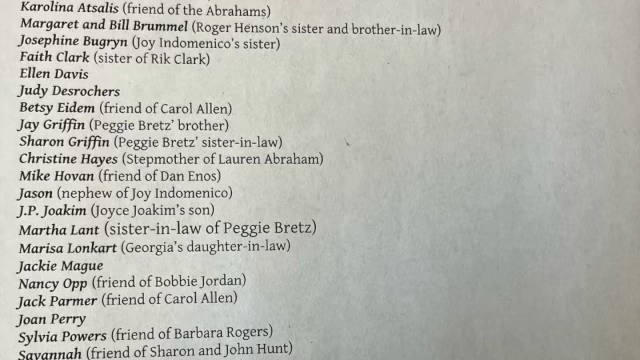 Karolina Atsalis (friend of the Abrahams)
Margaret and Bill Brummel (Roger Henson's sister and brother-in-law)
Josephine Bugryn (Joy Indomenico's sister)
Faith Clark (sister of Rik Clark)
Ellen Davis
Judy Desrochers
Betsy Eidem (friend of Carol Allen)
Jay Griffin (Peggie Bretz' brother)
Sharon Griffin (Peggie Bretz' sister-in-law)
Christine Hayes (Stepmother of Lauren Abraham)
Mike Hovan (friend of Dan Enos)
Jason (nephew of Joy Indomenico)
J.P. Joakim (Joyce Joakim's son)
Martha Lant (sister-in-law of Peggie Bretz)
Marisa Lonkart (Georgia's daughter-in-law)
Jackie Mague
Nancy Opp (friend of Bobbie Jordan)
Jack Parmer (friend of Carol Allen)
Joan Perry
Sylvia Powers (friend of Barbara Rogers)
Savannah (friend of Sharon and John Hunt)